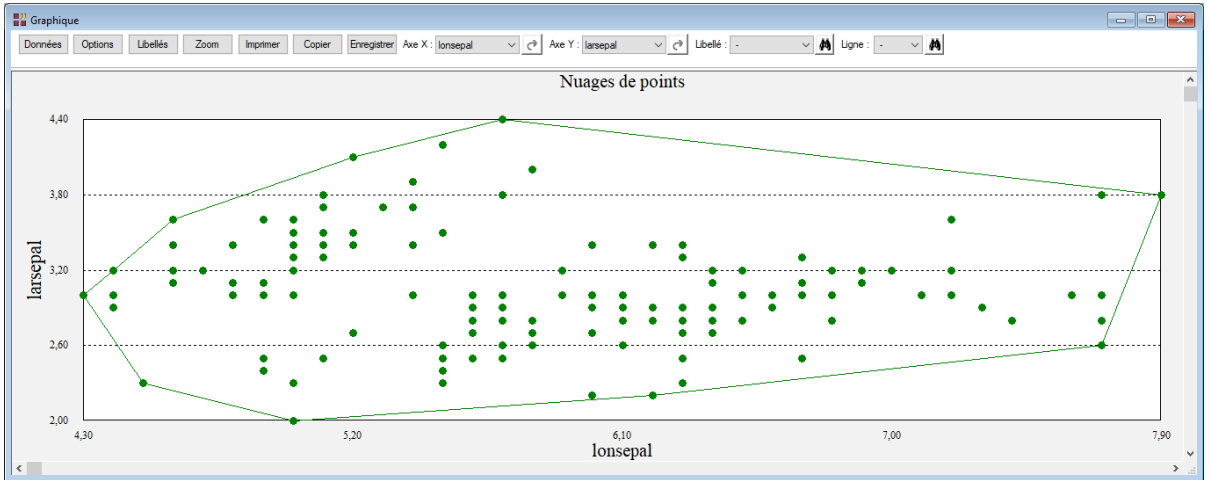 Graphique
Données Options Libellés Zoom Imprimer Copier Enregistrer Axe X : lonsepal Axe Y : larsepal Libellé : - Ligne : -
Nuages de points
4,40
3,80
3,20
larsepal
2,60
2,00
4,30 5,20 6,10 7,00 7,90
lonsepal